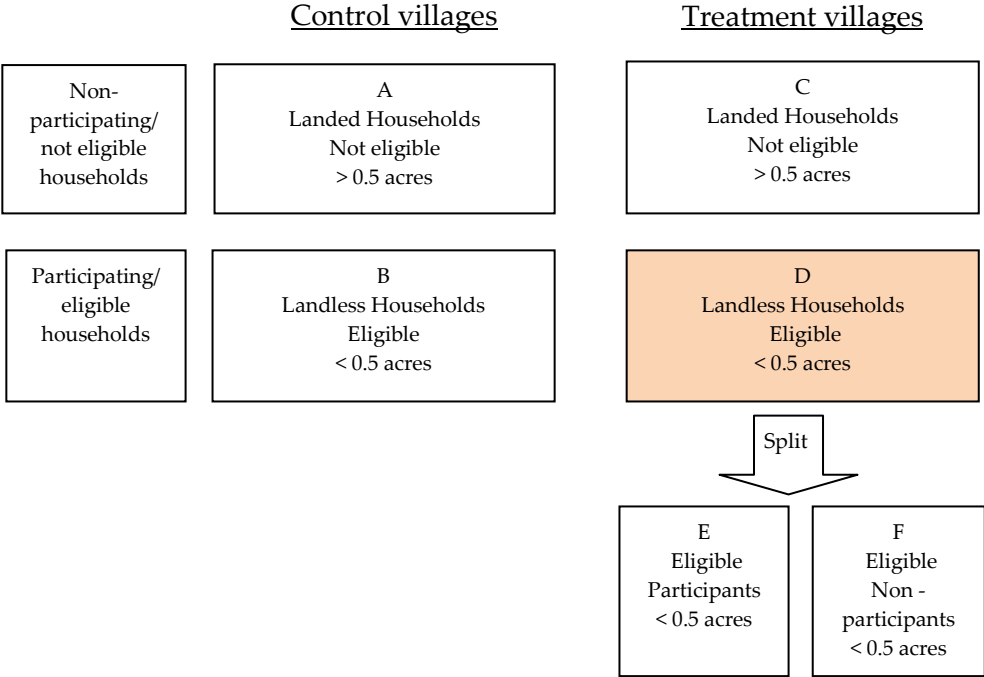 Control villages
Treatment villages
Non-
participating/
not eligible
households
A
Landed Households
Not eligible
> 0.5 acres
C
Landed Households
Not eligible
> 0.5 acres
Participating/
eligible
households
B
Landless Households
Eligible
< 0.5 acres
D
Landless Households
Eligible
< 0.5 acres
Split
E
Eligible
Participants
< 0.5 acres
F
Eligible
Non -
participants
< 0.5 acres